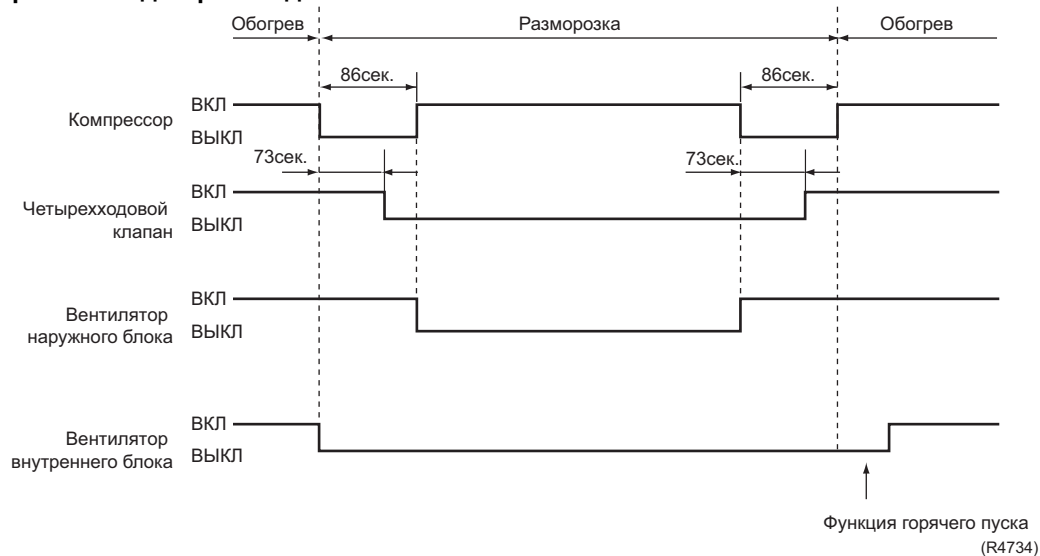 Обогрев
Разморозка
Обогрев
86сек.
86сек.
Компрессор
ВКЛ
ВЫКЛ
73сек.
73сек.
Четырехходовой
клапан
ВКЛ
ВЫКЛ
Вентилятор
наружного блока
ВКЛ
ВЫКЛ
Вентилятор
внутреннего блока
ВКЛ
ВЫКЛ
Функция горячего пуска
(R4734)